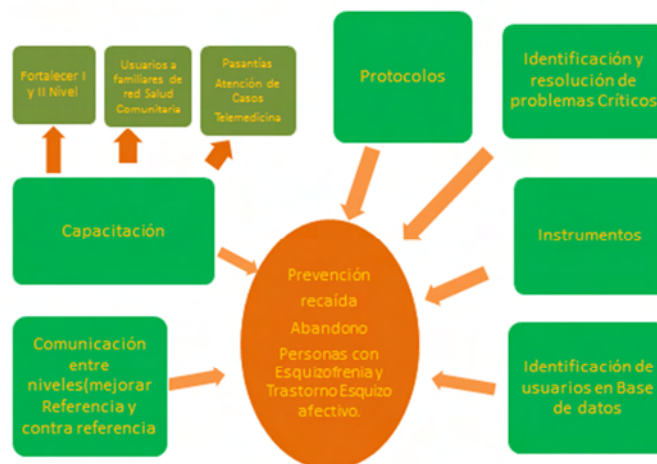 Fortalecer I
y II Nivel
Usuarios a
familiares de
red Salud
Comunitaria
Pasantías
Atención de
Casos
Telemedicina
Protocolos
Identificación y
resolución de
problemas Críticos
Capacitación
Instrumentos
Prevención
recaída
Abandono
Personas con
Esquizofrenia y
Trastorno Esquizo
afectivo.
Comunicación
entre
niveles(mejorar
Referencia y
contra referencia
Identificación de
usuarios en Base
de datos